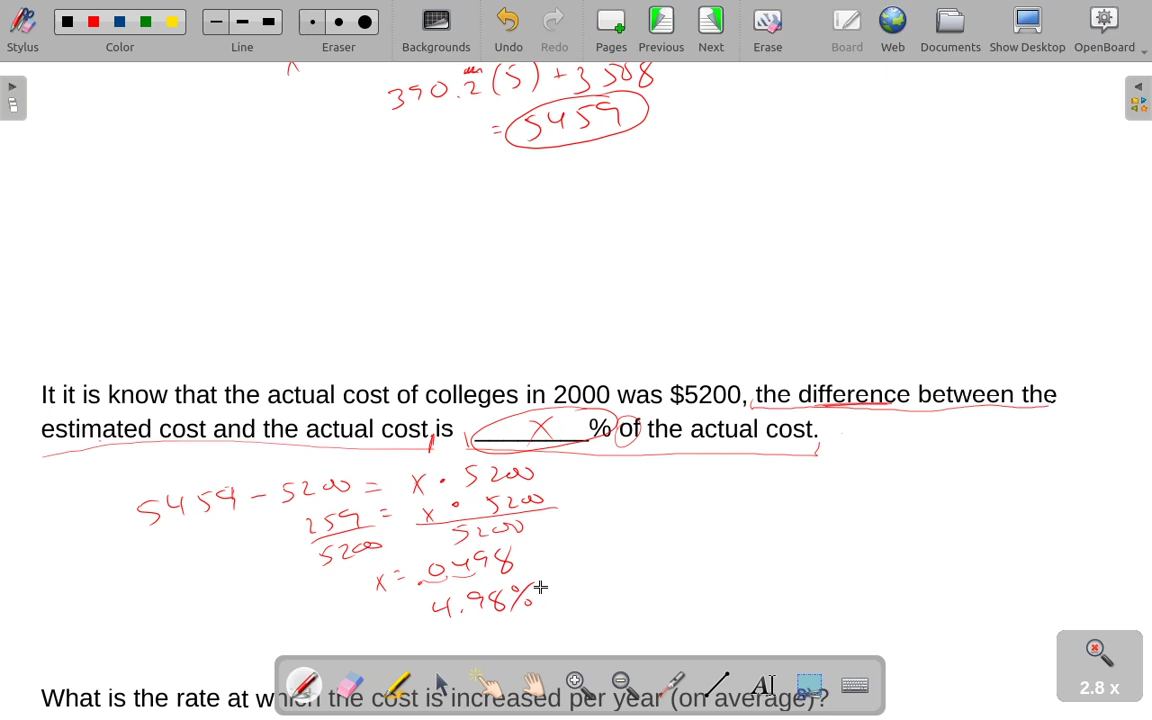 Stylus Color Line Eraser Backgrounds Undo Redo Pages Previous Next Erase Board Web Documents Show Desktop OpenBoard
390.2(5) + 3508
= 5459
It it is know that the actual cost of colleges in 2000 was $5200, the difference between the
estimated cost and the actual cost is ________% of the actual cost.
x
5459 - 5200 = x • 5200
259 = x • 5200
5200 5200
x = .0498
4.98%
What is the rate at which the cost is increased per year (on average)?
2.8 x